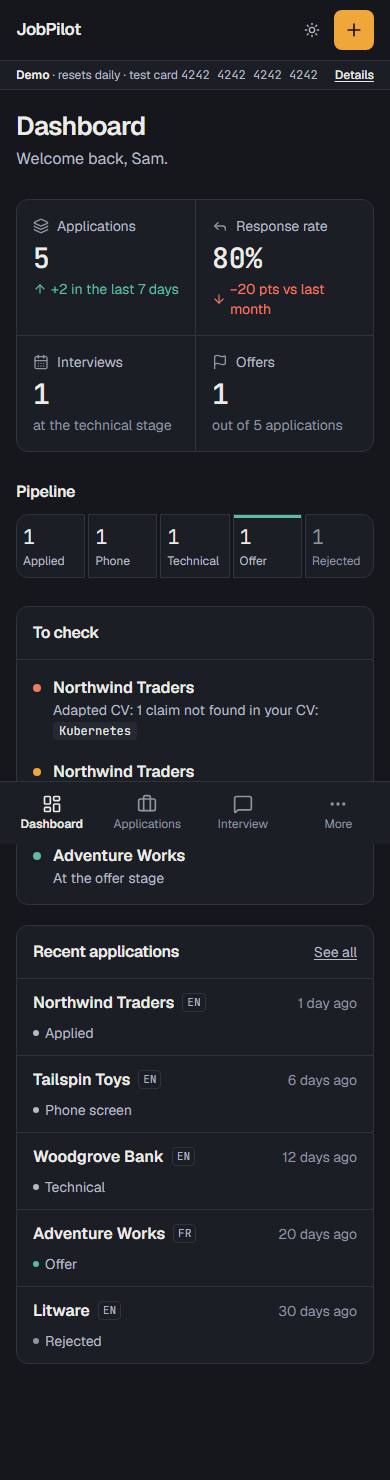 JobPilot
Demo · resets daily · test card 4242 4242 4242 4242 Details
Dashboard
Welcome back, Sam.
Applications
5
↑ +2 in the last 7 days
Response rate
80%
↓ −20 pts vs last
month
Interviews
1
at the technical stage
Offers
1
out of 5 applications
Pipeline
1 1 1 1 1
Applied Phone Technical Offer Rejected
To check
Northwind Traders
Adapted CV: 1 claim not found in your CV:
Kubernetes
Northwind Traders
Dashboard Applications Interview More
Adventure Works
At the offer stage
Recent applications See all
Northwind Traders EN 1 day ago
Applied
Tailspin Toys EN 6 days ago
Phone screen
Woodgrove Bank EN 12 days ago
Technical
Adventure Works FR 20 days ago
Offer
Litware EN 30 days ago
Rejected